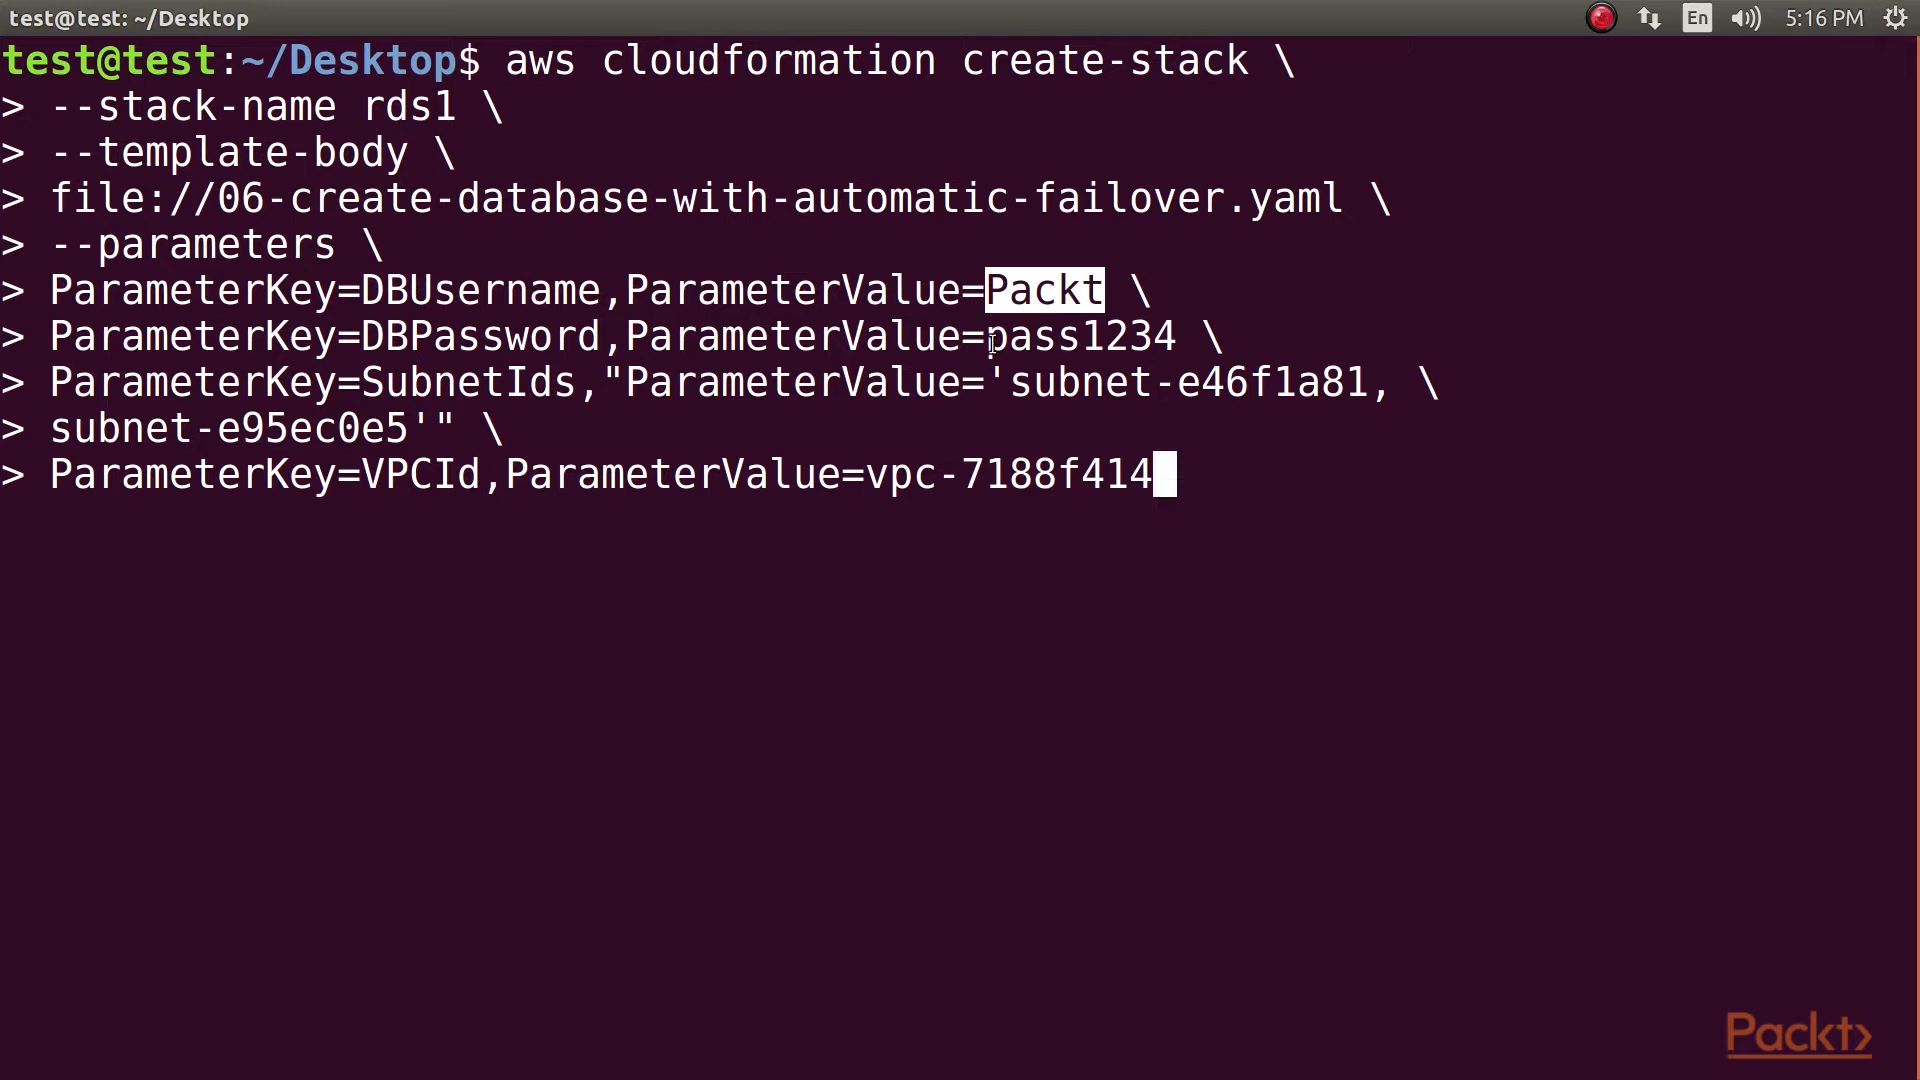 test@test: ~/Desktop
En
5:16 PM
test@test:~/Desktop$ aws cloudformation create-stack \
> --stack-name rds1 \
> --template-body \
> file://06-create-database-with-automatic-failover.yaml \
> --parameters \
> ParameterKey=DBUsername,ParameterValue=Packt \
> ParameterKey=DBPassword,ParameterValue=pass1234 \
> ParameterKey=SubnetIds,"ParameterValue='subnet-e46f1a81, \
> subnet-e95ec0e5'" \
> ParameterKey=VPCId,ParameterValue=vpc-7188f414
Packt>